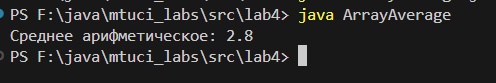 PS F:\java\mtuci_labs\src\lab4> java ArrayAverage
Среднее арифметическое: 2.8
PS F:\java\mtuci_labs\src\lab4>